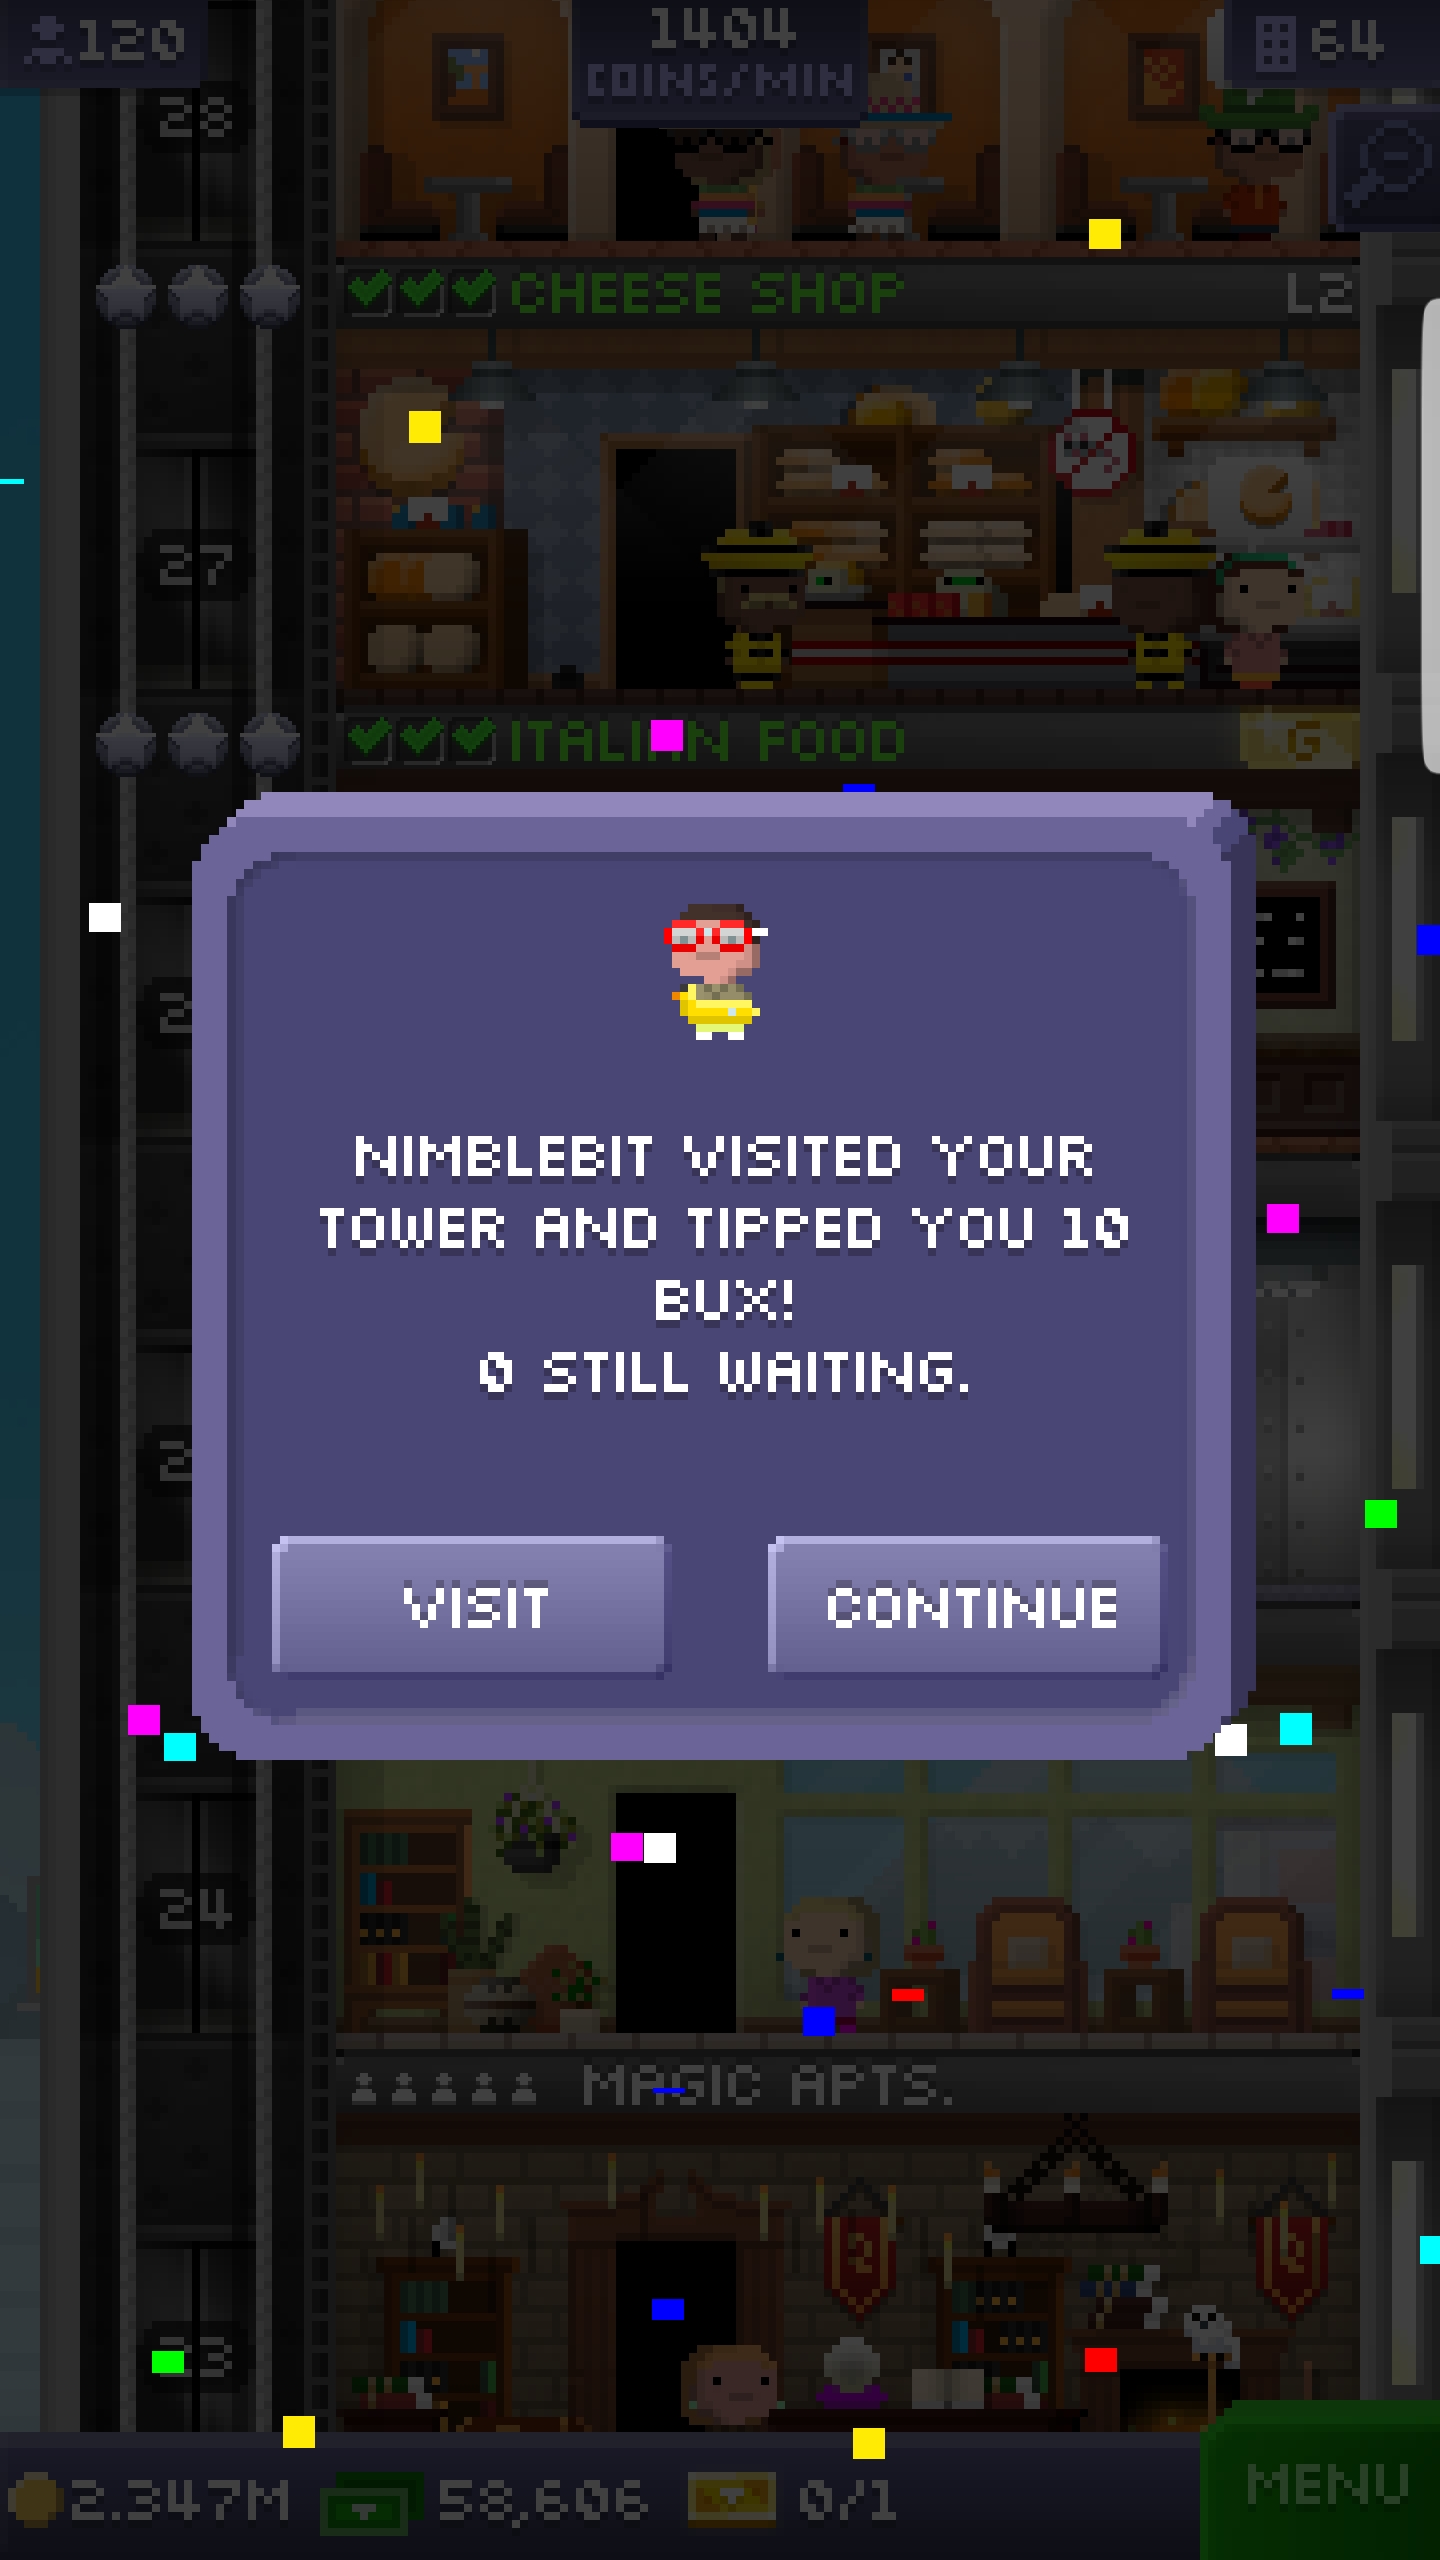 120
1404
COINS/MIN
64
28
CHEESE SHOP
L2
27
ITALIAN FOOD
G
NIMBLEBIT VISITED YOUR
TOWER AND TIPPED YOU 10
BUX!
0 STILL WAITING.
VISIT
CONTINUE
24
MAGIC APTS.
2.347M
58,606
0/1
MENU